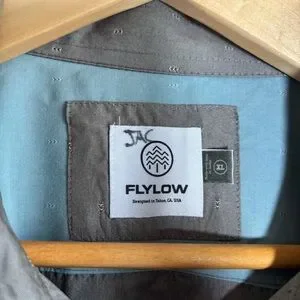 JAC
FLYLOW
Designed in Tahoe, CA. USA
XL